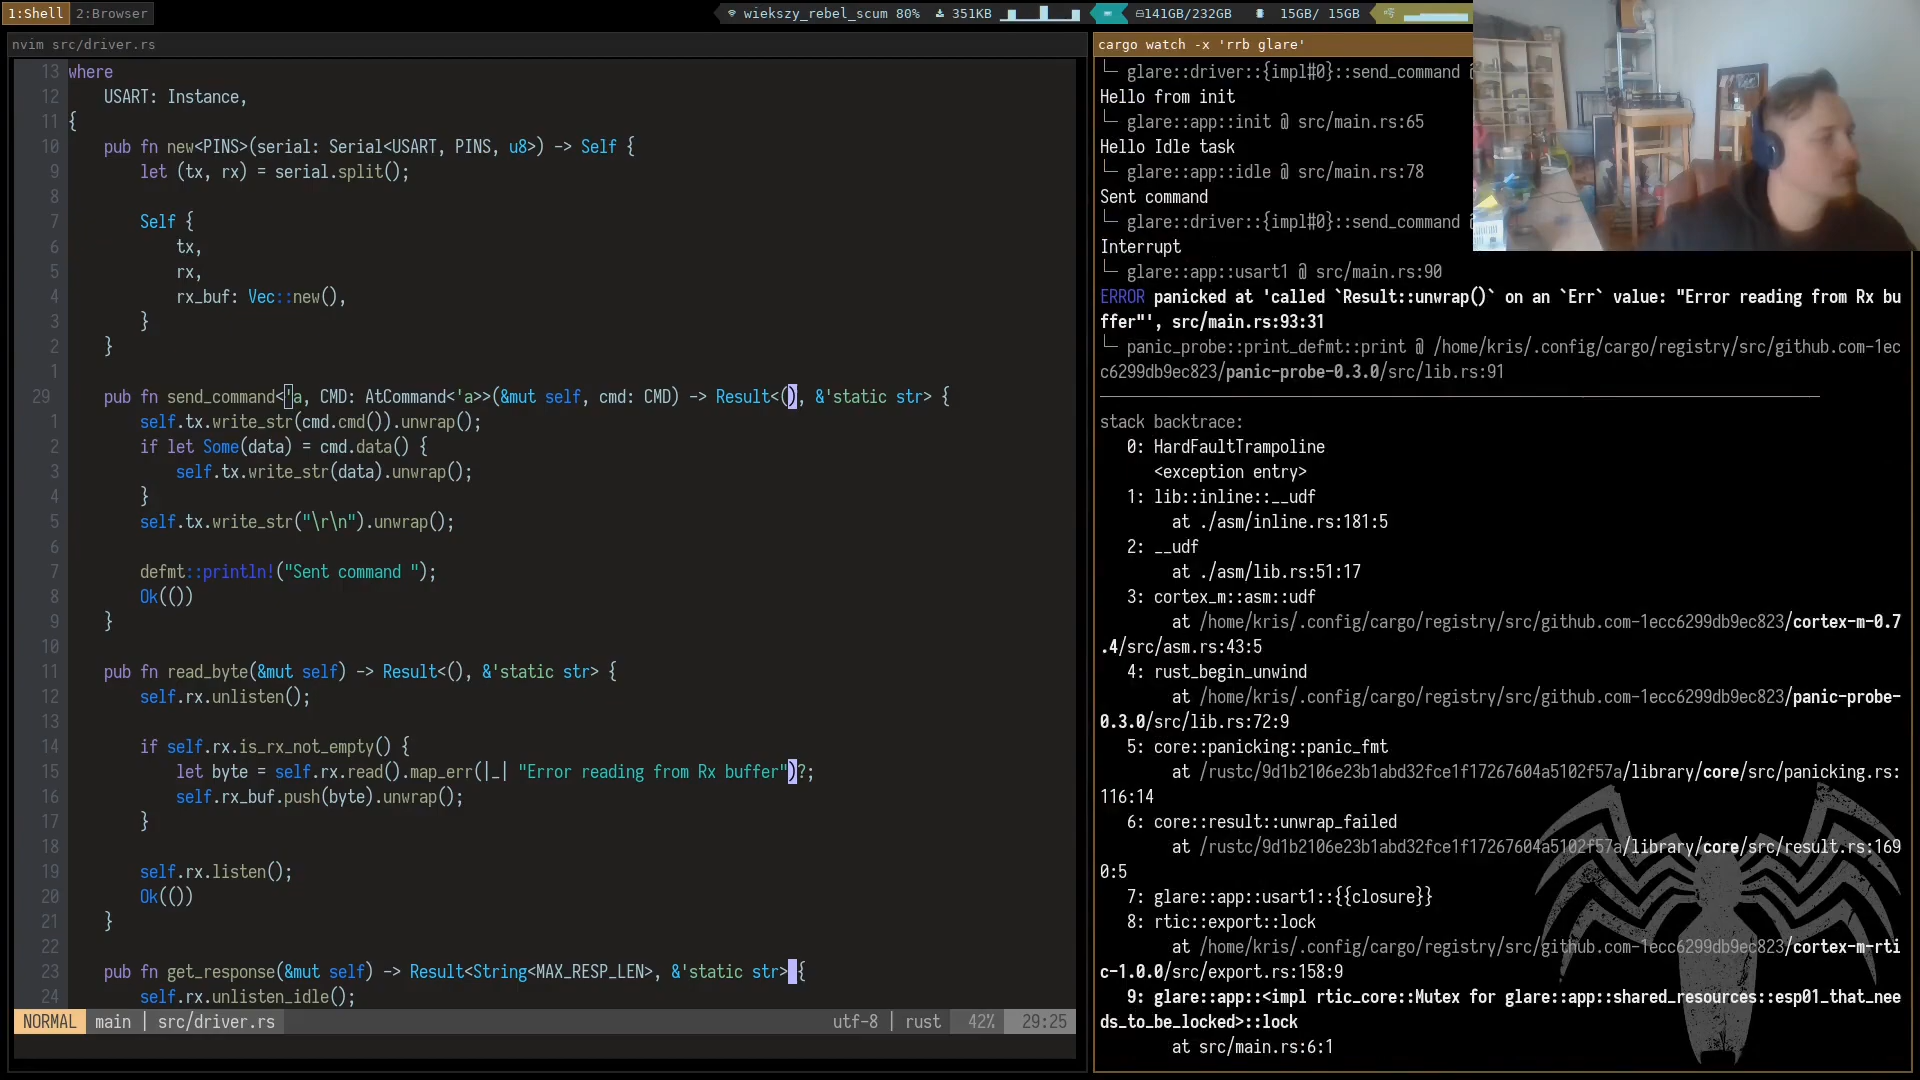 1:Shell 2:Browser
wiekszy_rebel_scum 80% 351KB 141GB/232GB 15GB/ 15GB
nvim src/driver.rs
13 where
12     USART: Instance,
11 {
10     pub fn new<PINS>(serial: Serial<USART, PINS, u8>) -> Self {
9         let (tx, rx) = serial.split();
8
7         Self {
6             tx,
5             rx,
4             rx_buf: Vec::new(),
3         }
2     }
1
29     pub fn send_command<'a, CMD: AtCommand<'a>>(&mut self, cmd: CMD) -> Result<(), &'static str> {
1         self.tx.write_str(cmd.cmd()).unwrap();
2         if let Some(data) = cmd.data() {
3             self.tx.write_str(data).unwrap();
4         }
5         self.tx.write_str("\r\n").unwrap();
6
7         defmt::println!("Sent command ");
8         Ok(())
9     }
10
11     pub fn read_byte(&mut self) -> Result<(), &'static str> {
12         self.rx.unlisten();
13
14         if self.rx.is_rx_not_empty() {
15             let byte = self.rx.read().map_err(|_| "Error reading from Rx buffer")?;
16             self.rx_buf.push(byte).unwrap();
17         }
18
19         self.rx.listen();
20         Ok(())
21     }
22
23     pub fn get_response(&mut self) -> Result<String<MAX_RESP_LEN>, &'static str> {
24         self.rx.unlisten_idle();
NORMAL main | src/driver.rs utf-8 | rust 42% 29:25
cargo watch -x 'rrb glare'
└─ glare::driver::{impl#0}::send_command
Hello from init
└─ glare::app::init @ src/main.rs:65
Hello Idle task
└─ glare::app::idle @ src/main.rs:78
Sent command
└─ glare::driver::{impl#0}::send_command
Interrupt
└─ glare::app::usart1 @ src/main.rs:90
ERROR panicked at 'called `Result::unwrap()` on an `Err` value: "Error reading from Rx bu
ffer"', src/main.rs:93:31
└─ panic_probe::print_defmt::print @ /home/kris/.config/cargo/registry/src/github.com-1ec
c6299db9ec823/panic-probe-0.3.0/src/lib.rs:91
stack backtrace:
0: HardFaultTrampoline
<exception entry>
1: lib::inline::__udf
at ./asm/inline.rs:181:5
2: __udf
at ./asm/lib.rs:51:17
3: cortex_m::asm::udf
at /home/kris/.config/cargo/registry/src/github.com-1ecc6299db9ec823/cortex-m-0.7
.4/src/asm.rs:43:5
4: rust_begin_unwind
at /home/kris/.config/cargo/registry/src/github.com-1ecc6299db9ec823/panic-probe-
0.3.0/src/lib.rs:72:9
5: core::panicking::panic_fmt
at /rustc/9d1b2106e23b1abd32fce1f17267604a5102f57a/library/core/src/panicking.rs:
116:14
6: core::result::unwrap_failed
at /rustc/9d1b2106e23b1abd32fce1f17267604a5102f57a/library/core/src/result.rs:169
0:5
7: glare::app::usart1::{{closure}}
8: rtic::export::lock
at /home/kris/.config/cargo/registry/src/github.com-1ecc6299db9ec823/cortex-m-rti
c-1.0.0/src/export.rs:158:9
9: glare::app::<impl rtic_core::Mutex for glare::app::shared_resources::esp01_that_nee
ds_to_be_locked>::lock
at src/main.rs:6:1